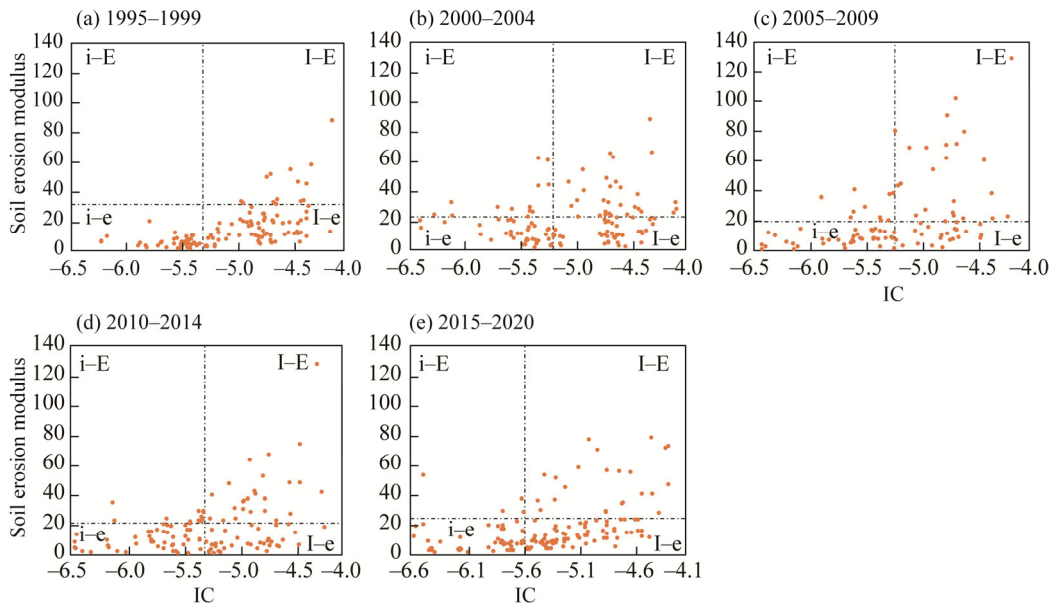 (a) 1995–1999
(b) 2000–2004
(c) 2005–2009
Soil erosion modulus
140
120
100
80
60
40
20
0
i–E
I–E
i–e
I–e
−6.5 −6.0 −5.5 −5.0 −4.5 −4.0
140
120
100
80
60
40
20
0
i–E
I–E
i–e
I–e
−6.5 −6.0 −5.5 −5.0 −4.5 −4.0
140
120
100
80
60
40
20
0
i–E
I–E
i–e
I–e
−6.5 −6.0 −5.5 −5.0 −4.5 −4.0
IC
(d) 2010–2014
(e) 2015–2020
Soil erosion modulus
140
120
100
80
60
40
20
0
i–E
I–E
i–e
I–e
−6.5 −6.0 −5.5 −5.0 −4.5 −4.0
IC
140
120
100
80
60
40
20
0
i–E
I–E
i–e
I–e
−6.6 −6.1 −5.6 −5.1 −4.6 −4.1
IC